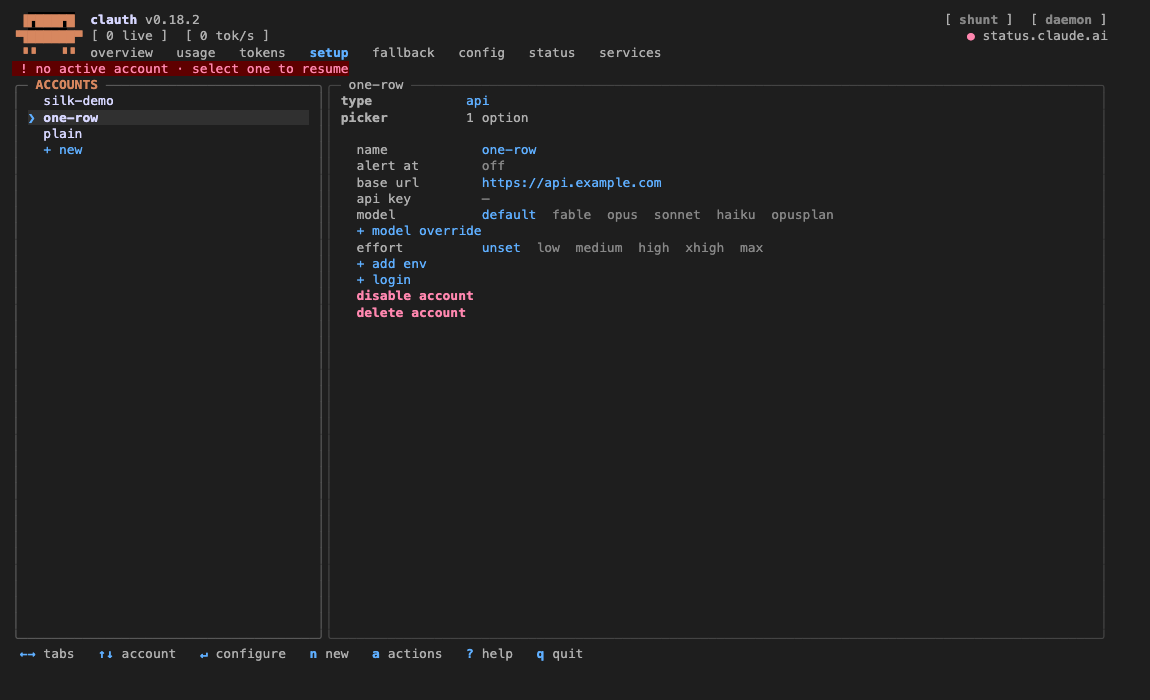 clauth v0.18.2 [ shunt ] [ daemon ]
[ 0 live ] [ 0 tok/s ] ● status.claude.ai
overview usage tokens setup fallback config status services
! no active account · select one to resume
ACCOUNTS
silk-demo
❯ one-row
plain
+ new
one-row
type api
picker 1 option
name one-row
alert at off
base url https://api.example.com
api key —
model default fable opus sonnet haiku opusplan
+ model override
effort unset low medium high xhigh max
+ add env
+ login
disable account
delete account
←→ tabs ↑↓ account ↵ configure n new a actions ? help q quit